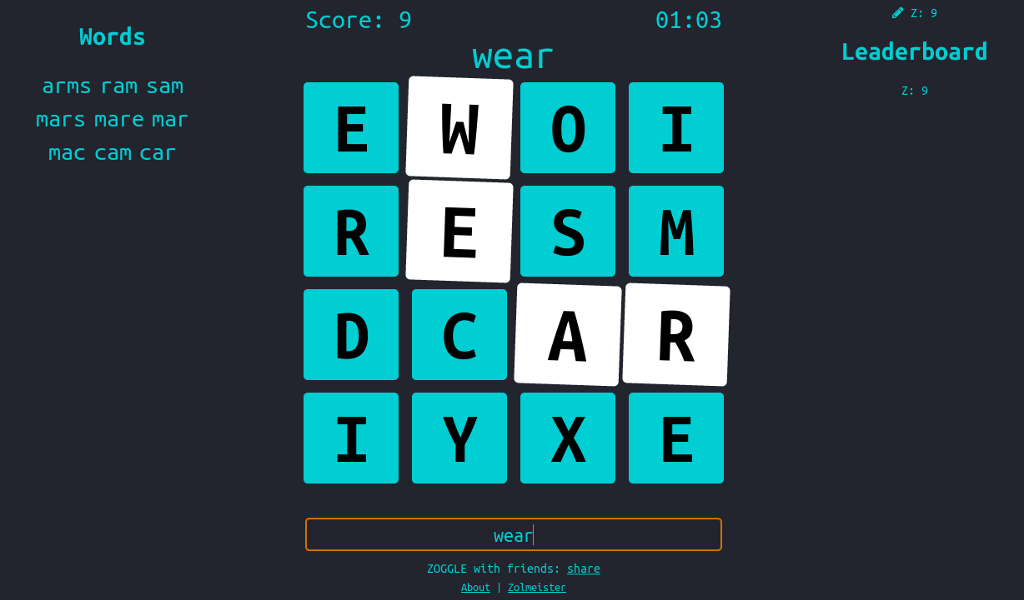 Words
arms ram sam
mars mare mar
mac cam car
Score: 9
01:03
wear
E W O I
R E S M
D C A R
I Y X E
wear
ZOGGLE with friends: share
About | Zolmeister
Z: 9
Leaderboard
Z: 9